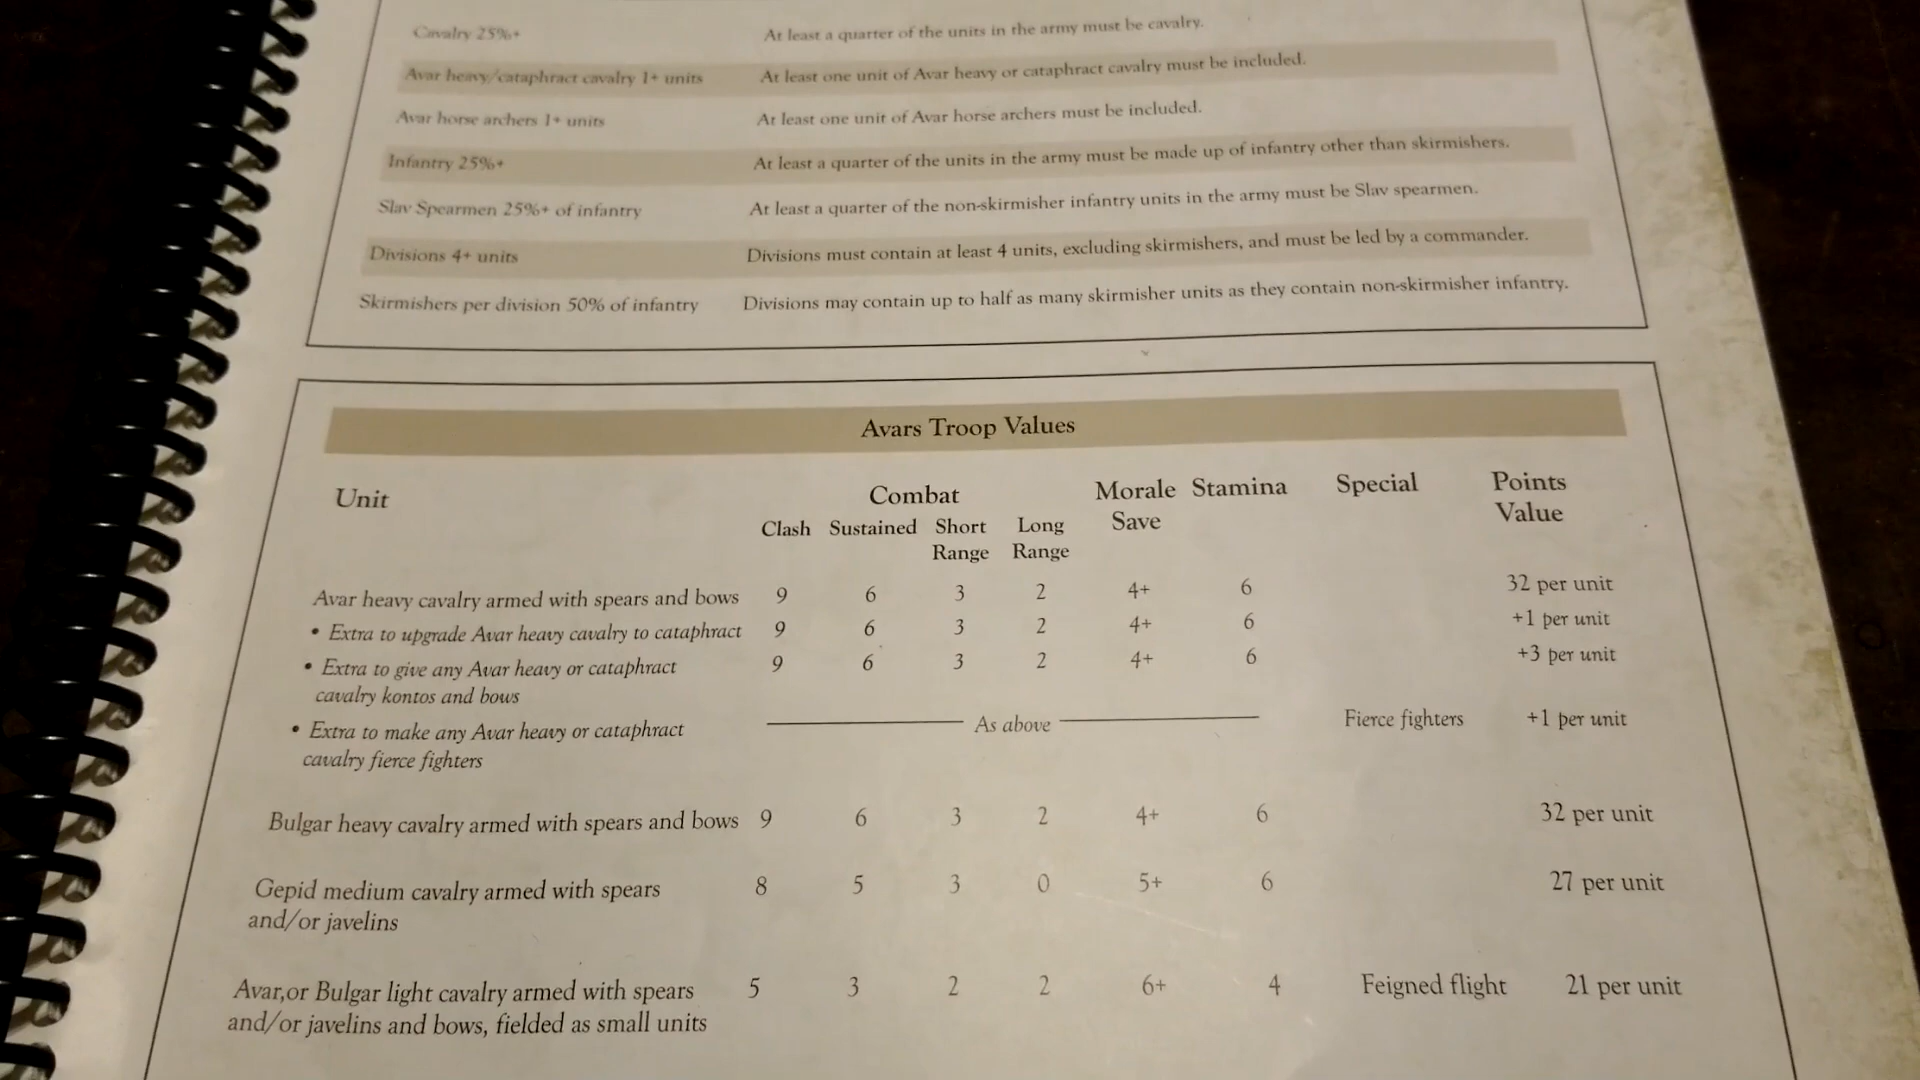 Cavalry 25%+ At least a quarter of the units in the army must be cavalry.
Avar heavy/cataphract cavalry 1+ units At least one unit of Avar heavy or cataphract cavalry must be included.
Avar horse archers 1+ units At least one unit of Avar horse archers must be included.
Infantry 25%+ At least a quarter of the units in the army must be made up of infantry other than skirmishers.
Slav Spearmen 25%+ of infantry At least a quarter of the non-skirmisher infantry units in the army must be Slav spearmen.
Divisions 4+ units Divisions must contain at least 4 units, excluding skirmishers, and must be led by a commander.
Skirmishers per division 50% of infantry Divisions may contain up to half as many skirmisher units as they contain non-skirmisher infantry.
Avars Troop Values
Unit Combat Morale Stamina Special Points
Clash Sustained Short Long Save Value
Range Range
Avar heavy cavalry armed with spears and bows 9 6 3 2 4+ 6 32 per unit
• Extra to upgrade Avar heavy cavalry to cataphract 9 6 3 2 4+ 6 +1 per unit
• Extra to give any Avar heavy or cataphract 9 6 3 2 4+ 6 +3 per unit
cavalry kontos and bows
• Extra to make any Avar heavy or cataphract As above Fierce fighters +1 per unit
cavalry fierce fighters
Bulgar heavy cavalry armed with spears and bows 9 6 3 2 4+ 6 32 per unit
Gepid medium cavalry armed with spears 8 5 3 0 5+ 6 27 per unit
and/or javelins
Avar,or Bulgar light cavalry armed with spears 5 3 2 2 6+ 4 Feigned flight 21 per unit
and/or javelins and bows, fielded as small units